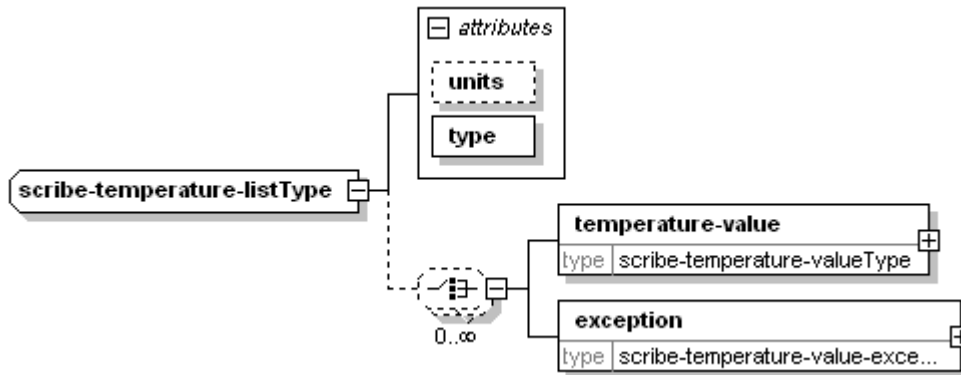 attributes
units
type
scribe-temperature-listType
temperature-value
type scribe-temperature-valueType
0..∞
exception
type scribe-temperature-value-exce...